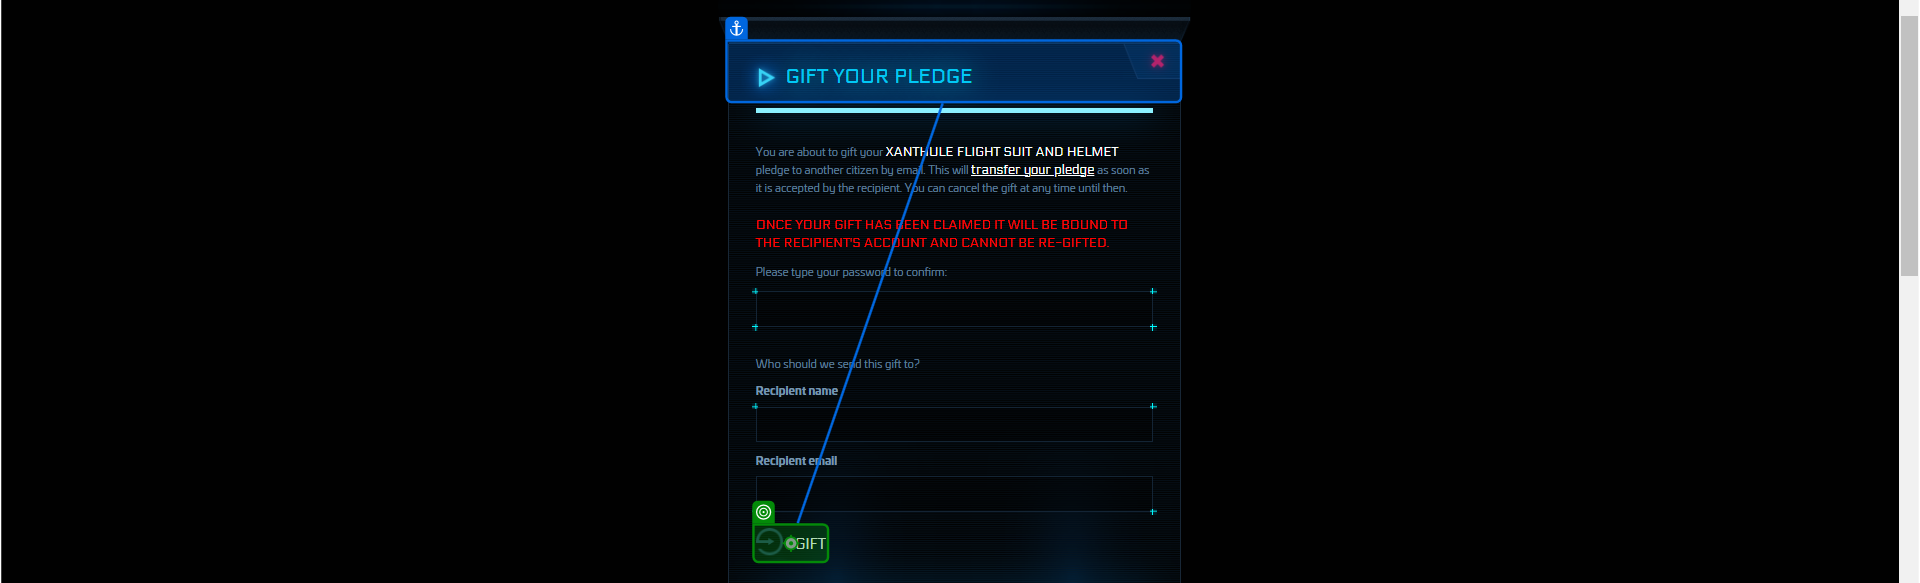 GIFT YOUR PLEDGE
You are about to gift your XANTHULE FLIGHT SUIT AND HELMET
pledge to another citizen by email. This will transfer your pledge as soon as
it is accepted by the recipient. You can cancel the gift at any time until then.
ONCE YOUR GIFT HAS BEEN CLAIMED IT WILL BE BOUND TO
THE RECIPIENT'S ACCOUNT AND CANNOT BE RE-GIFTED.
Please type your password to confirm:
Who should we send this gift to?
Recipient name
Recipient email
GIFT